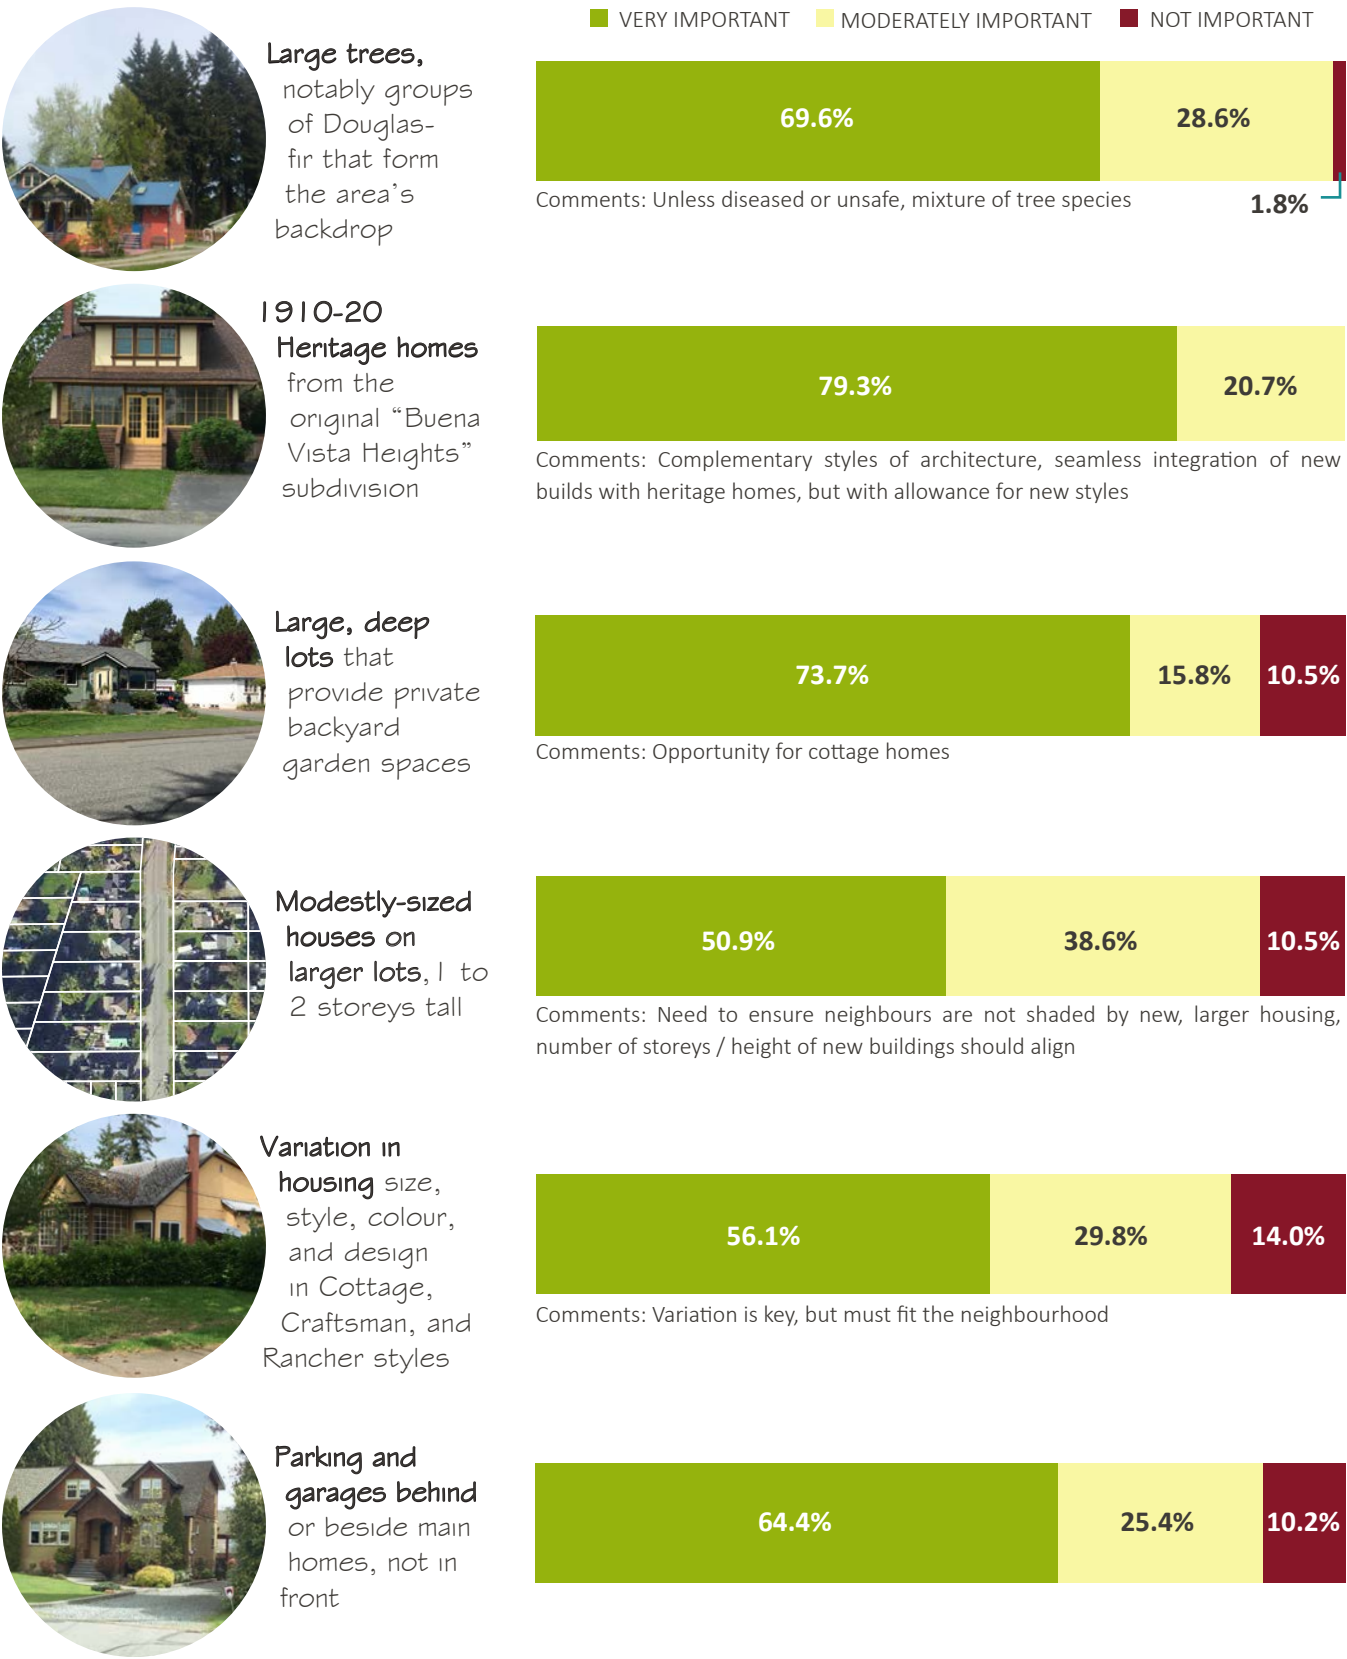 VERY IMPORTANT MODERATELY IMPORTANT NOT IMPORTANT
Large trees,
notably groups
of Douglas-
fir that form
the area's
backdrop
69.6% 28.6%
1.8%
Comments: Unless diseased or unsafe, mixture of tree species
1910-20
Heritage homes
from the
original “Buena
Vista Heights”
subdivision
79.3% 20.7%
Comments: Complementary styles of architecture, seamless integration of new
builds with heritage homes, but with allowance for new styles
Large, deep
lots that
provide private
backyard
garden spaces
73.7% 15.8% 10.5%
Comments: Opportunity for cottage homes
Modestly-sized
houses on
larger lots, 1 to
2 storeys tall
50.9% 38.6% 10.5%
Comments: Need to ensure neighbours are not shaded by new, larger housing,
number of storeys / height of new buildings should align
Variation in
housing size,
style, colour,
and design
in Cottage,
Craftsman, and
Rancher styles
56.1% 29.8% 14.0%
Comments: Variation is key, but must fit the neighbourhood
Parking and
garages behind
or beside main
homes, not in
front
64.4% 25.4% 10.2%